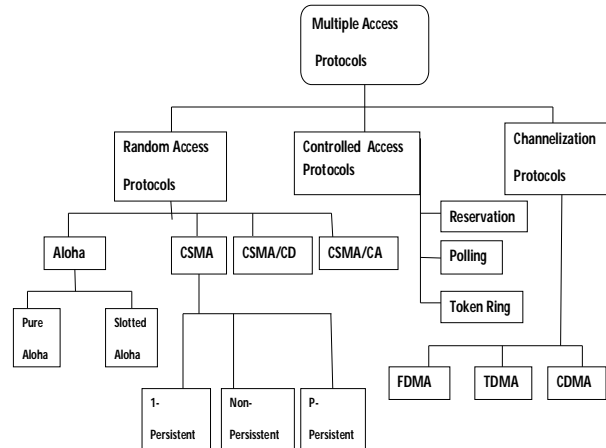 Multiple Access
Protocols
Random Access
Protocols
Controlled Access
Protocols
Channelization
Protocols
Reservation
Polling
Token Ring
Aloha
CSMA
CSMA/CD
CSMA/CA
Pure
Aloha
Slotted
Aloha
1-
Persistent
Non-
Persisstent
P-
Persistent
FDMA
TDMA
CDMA